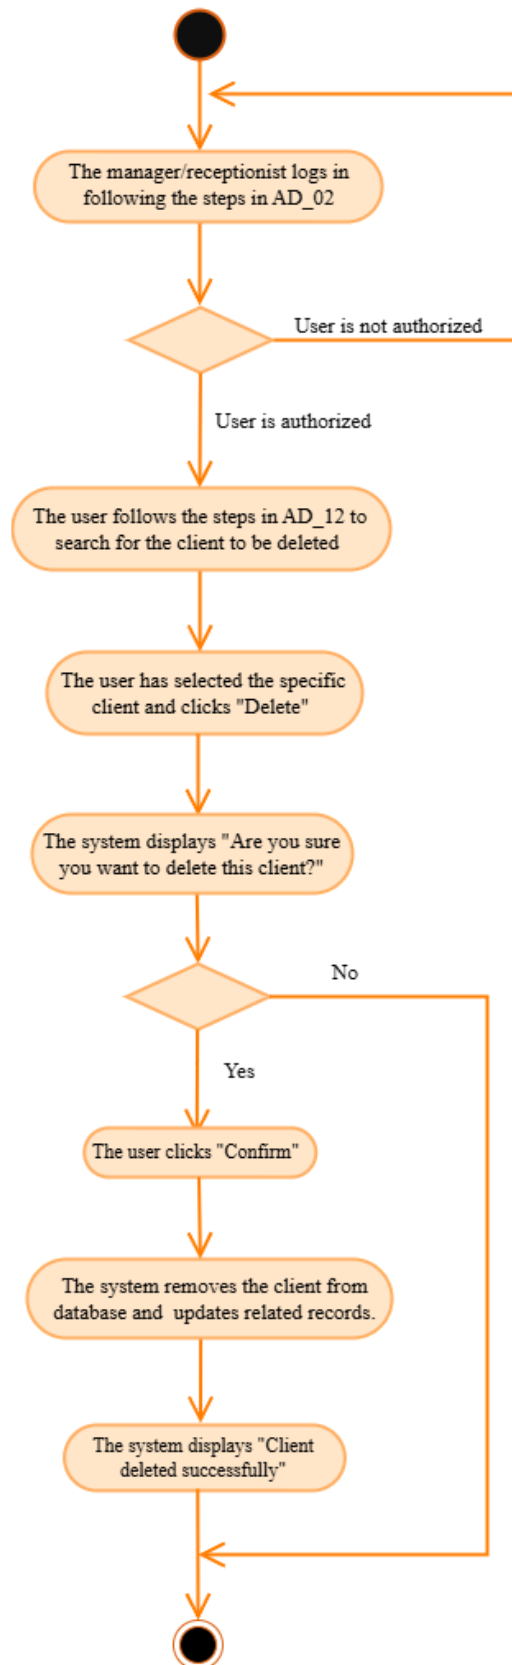 The manager/receptionist logs in
following the steps in AD_02
User is not authorized
User is authorized
The user follows the steps in AD_12 to
search for the client to be deleted
The user has selected the specific
client and clicks "Delete"
The system displays "Are you sure
you want to delete this client?"
No
Yes
The user clicks "Confirm"
The system removes the client from
database and  updates related records.
The system displays "Client
deleted successfully"